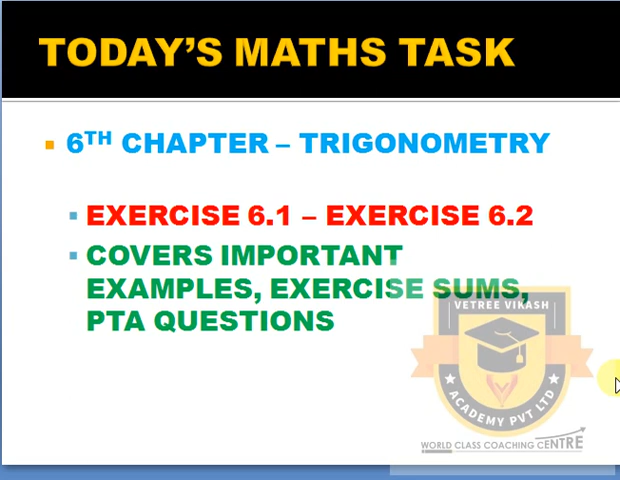 TODAY'S MATHS TASK
6TH CHAPTER – TRIGONOMETRY
EXERCISE 6.1 – EXERCISE 6.2
COVERS IMPORTANT
EXAMPLES, EXERCISE SUMS,
PTA QUESTIONS
VETREE VIKASH
ACADEMY PVT LTD
WORLD CLASS COACHING CENTRE